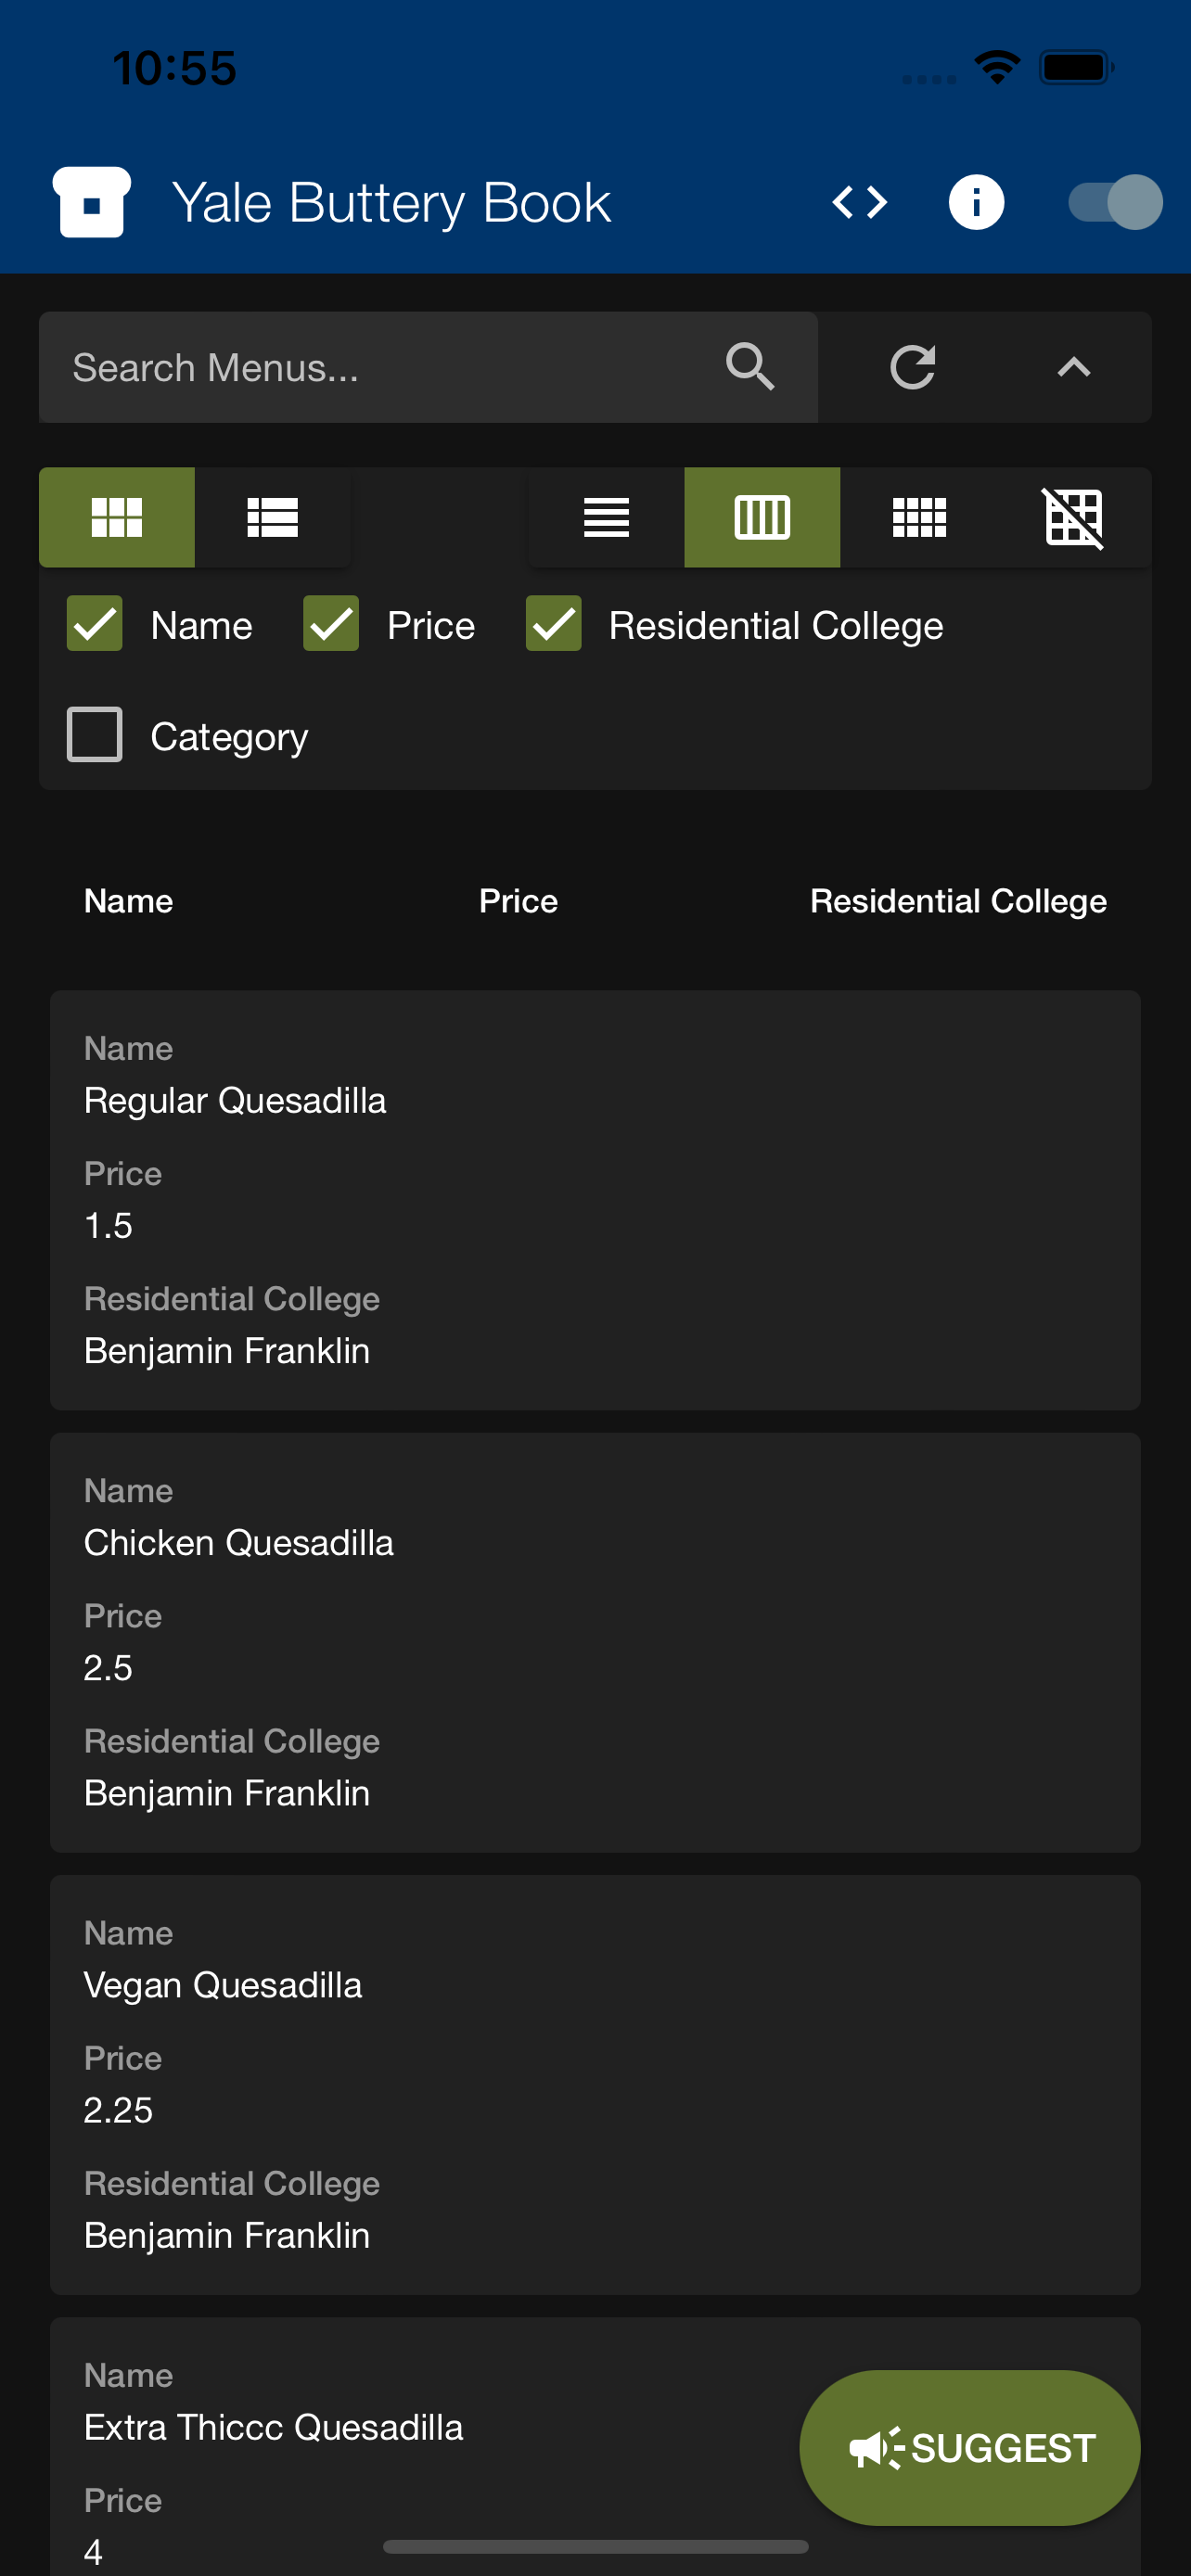 10:55
Yale Buttery Book
Search Menus...
Name Price Residential College
Category
Name Price Residential College
Name
Regular Quesadilla
Price
1.5
Residential College
Benjamin Franklin
Name
Chicken Quesadilla
Price
2.5
Residential College
Benjamin Franklin
Name
Vegan Quesadilla
Price
2.25
Residential College
Benjamin Franklin
Name
Extra Thiccc Quesadilla
SUGGEST
Price
4